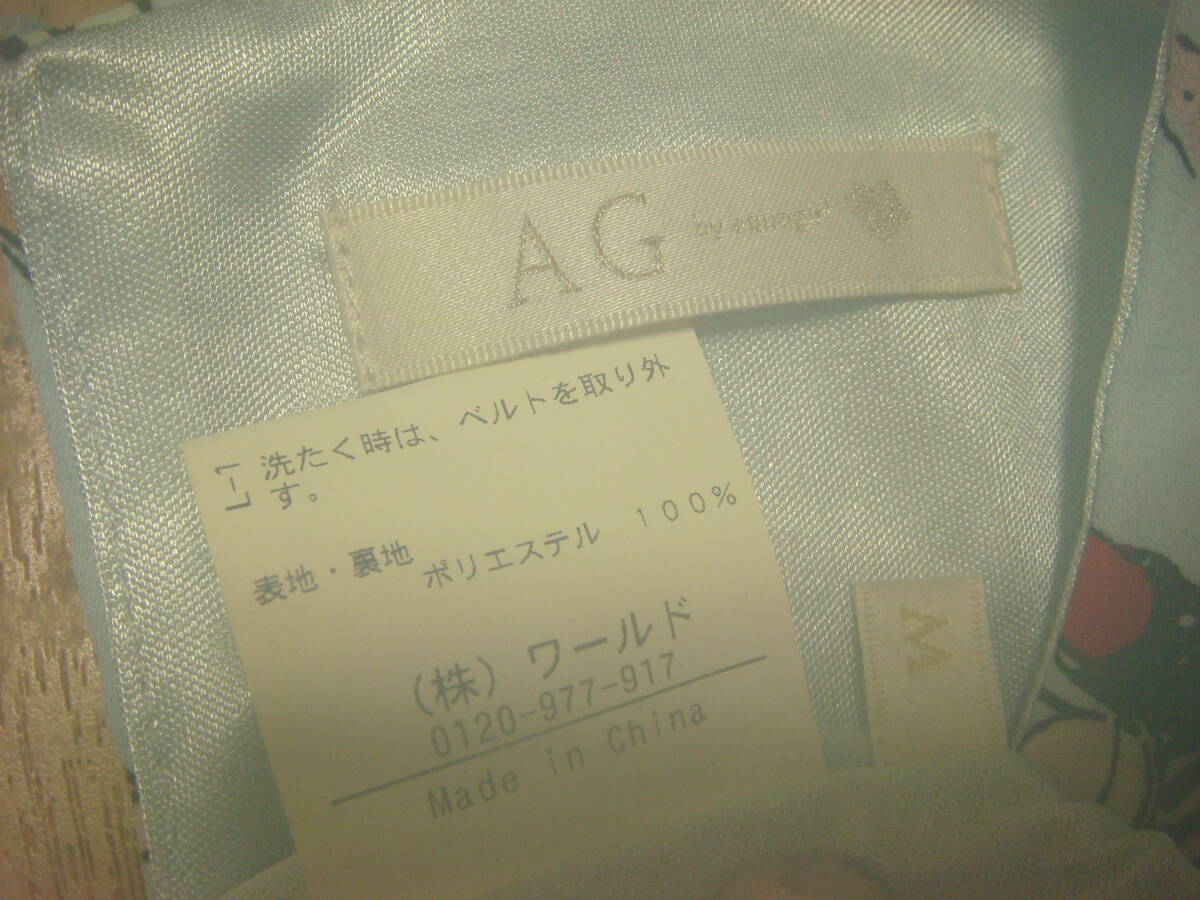 AG by aquagirl
洗たく時は、ベルトを取り外
す。
表地・裏地
ポリエステル 100%
(株) ワールド
0120-977-917
Made in China
M